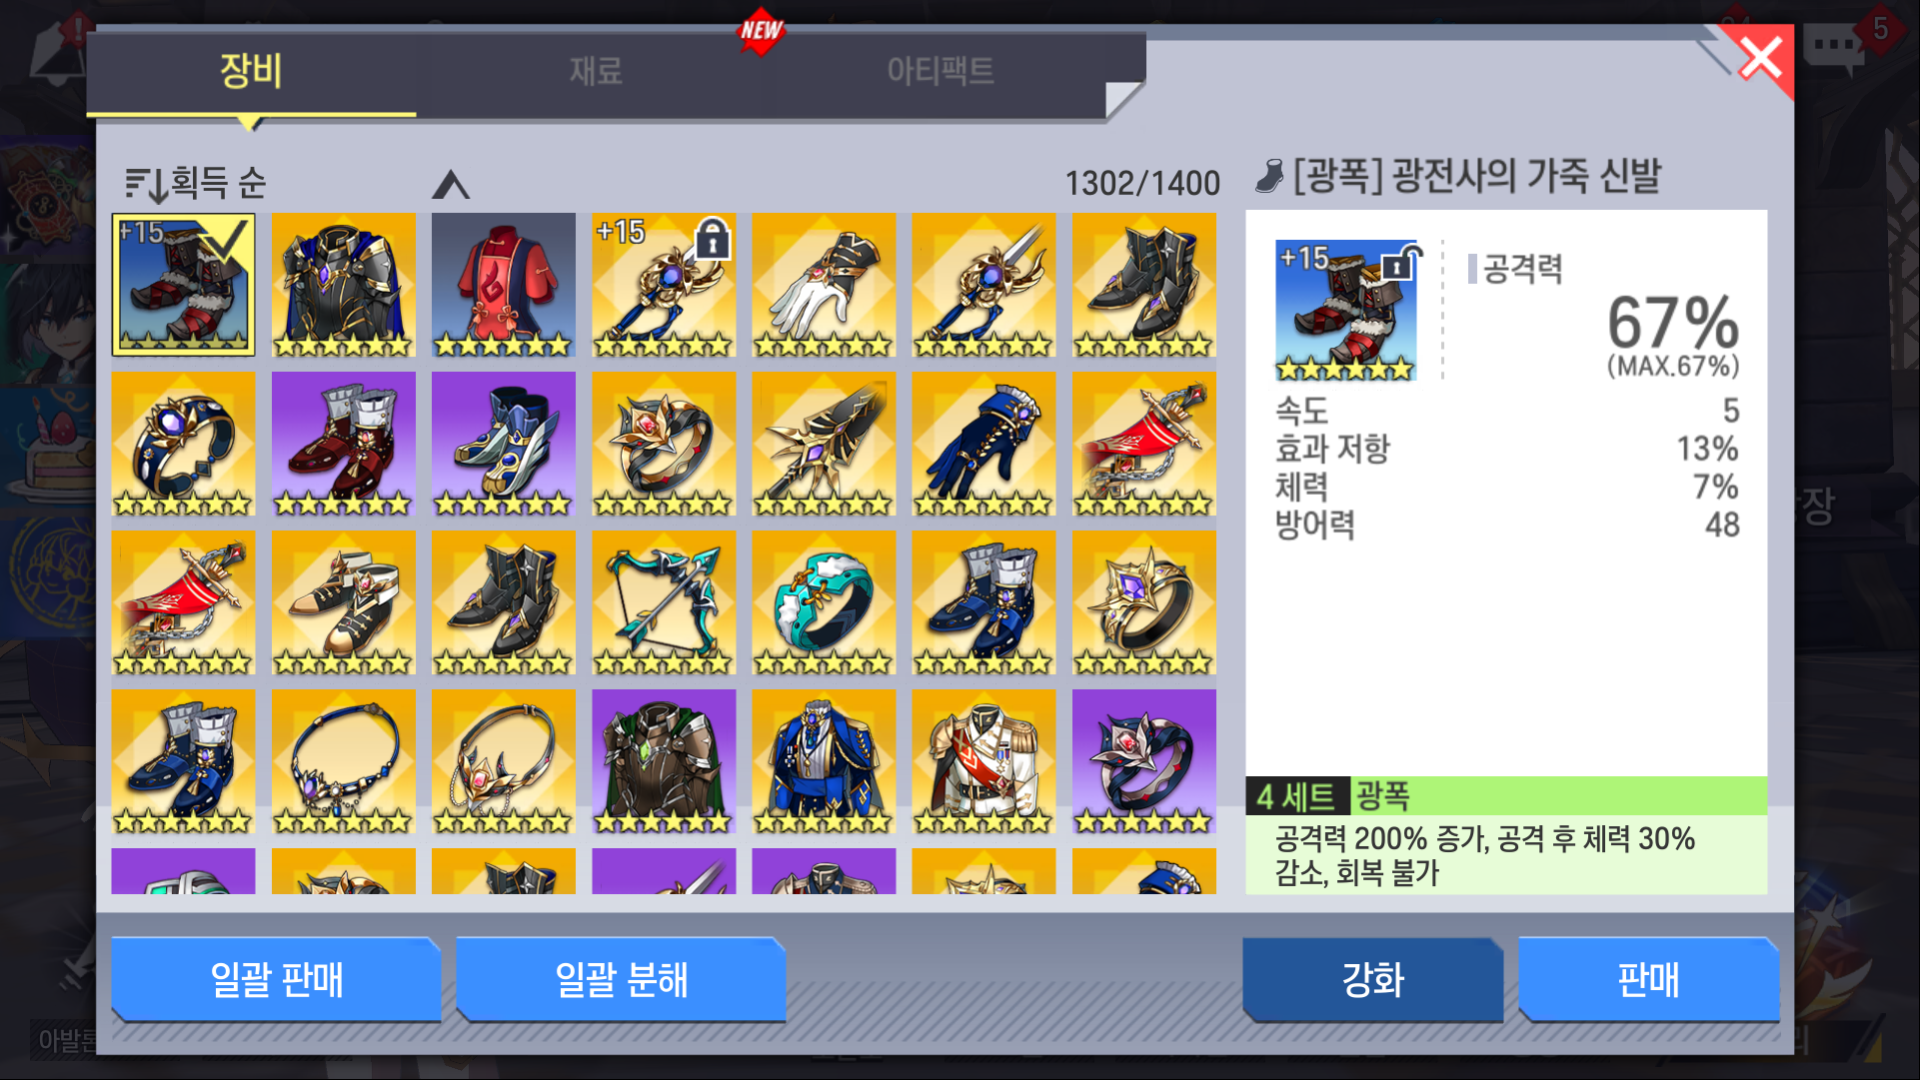 장비
재료
NEW
아티팩트
5
획득 순
1302/1400
[광폭] 광전사의 가죽 신발
+15
+15
+15
공격력
67%
(MAX.67%)
속도 5
효과 저항 13%
체력 7%
방어력 48
4 세트 광폭
공격력 200% 증가, 공격 후 체력 30%
감소, 회복 불가
일괄 판매
일괄 분해
강화
판매
아발론